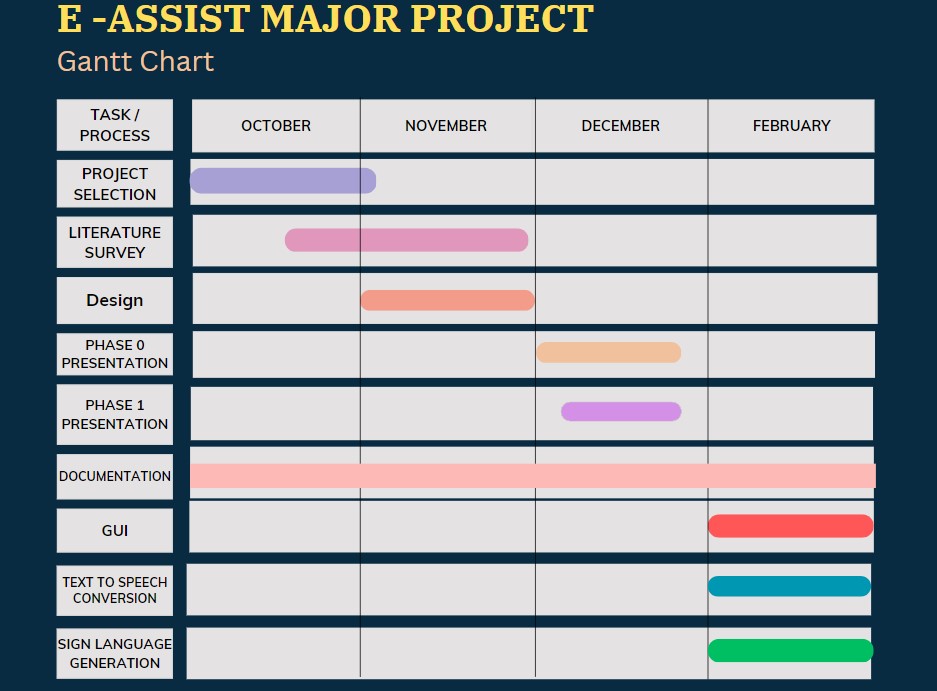 E -ASSIST MAJOR PROJECT
Gantt Chart
TASK /
PROCESS
OCTOBER
NOVEMBER
DECEMBER
FEBRUARY
PROJECT
SELECTION
LITERATURE
SURVEY
Design
PHASE 0
PRESENTATION
PHASE 1
PRESENTATION
DOCUMENTATION
GUI
TEXT TO SPEECH
CONVERSION
SIGN LANGUAGE
GENERATION